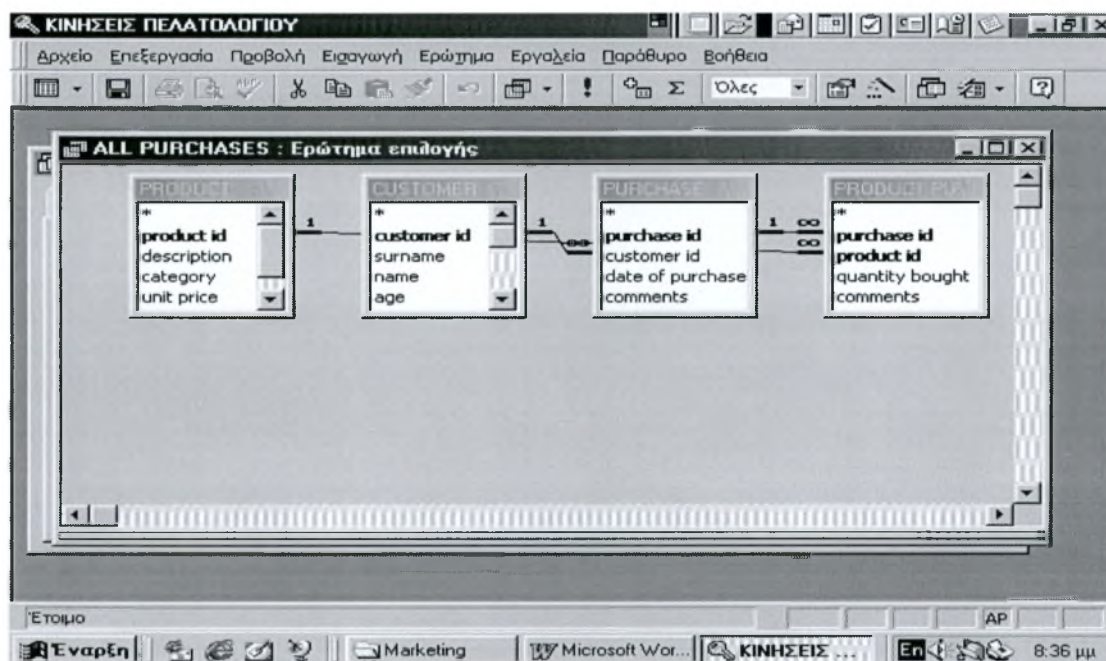 ΚΙΝΗΣΕΙΣ ΠΕΛΑΤΟΛΟΓΙΟΥ
Αρχείο Επεξεργασία Προβολή Εισαγωγή Ερώτημα Εργαλεία Παράθυρο Βοήθεια
Όλες
ALL PURCHASES : Ερώτημα επιλογής
PRODUCT
*
product id
description
category
unit price
1
CUSTOMER
*
customer id
surname
name
age
1
∞
PURCHASE
*
purchase id
customer id
date of purchase
comments
1
∞
∞
PRODUCT
*
purchase id
product id
quantity bought
comments
Έτοιμο
AP
Έναρξη
Marketing
Microsoft Wor...
ΚΙΝΗΣΕΙΣ ...
En
8:36 μμ